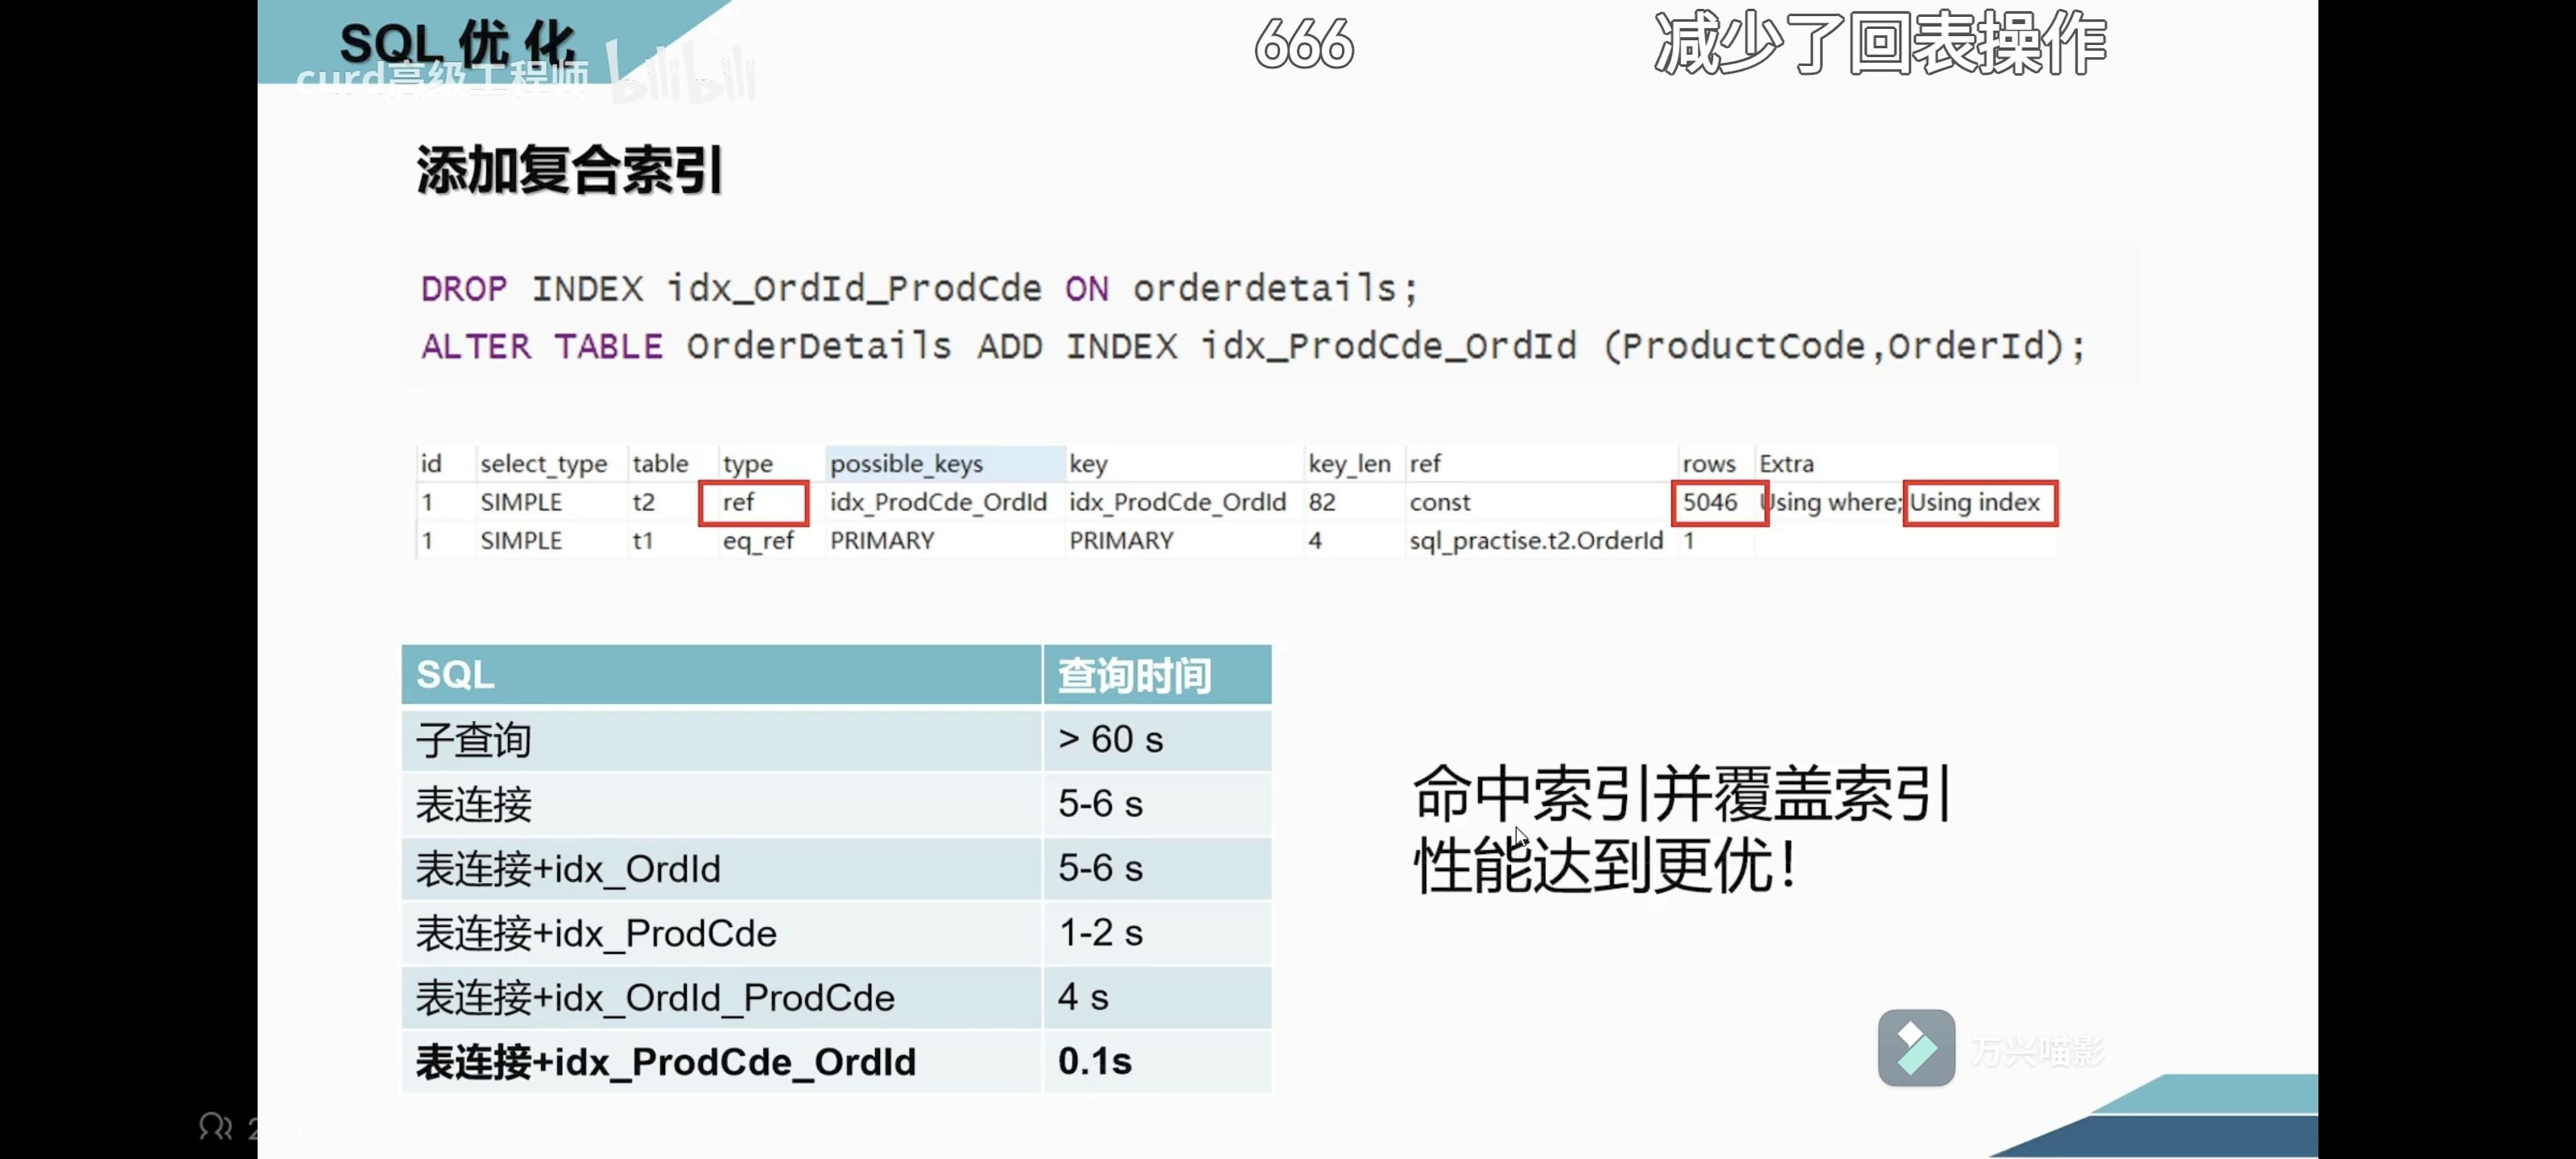 SQL 优 化
curd高级工程师 bilibili
666
减少了回表操作
添加复合索引
DROP INDEX idx_OrdId_ProdCde ON orderdetails;
ALTER TABLE OrderDetails ADD INDEX idx_ProdCde_OrdId (ProductCode,OrderId);
id select_type table type possible_keys key key_len ref rows Extra
1 SIMPLE t2 ref idx_ProdCde_OrdId idx_ProdCde_OrdId 82 const 5046 Using where; Using index
1 SIMPLE t1 eq_ref PRIMARY PRIMARY 4 sql_practise.t2.OrderId 1
SQL 查询时间
子查询 > 60 s
表连接 5-6 s
表连接+idx_OrdId 5-6 s
表连接+idx_ProdCde 1-2 s
表连接+idx_OrdId_ProdCde 4 s
表连接+idx_ProdCde_OrdId 0.1s
命中索引并覆盖索引
性能达到更优！
万兴喵影